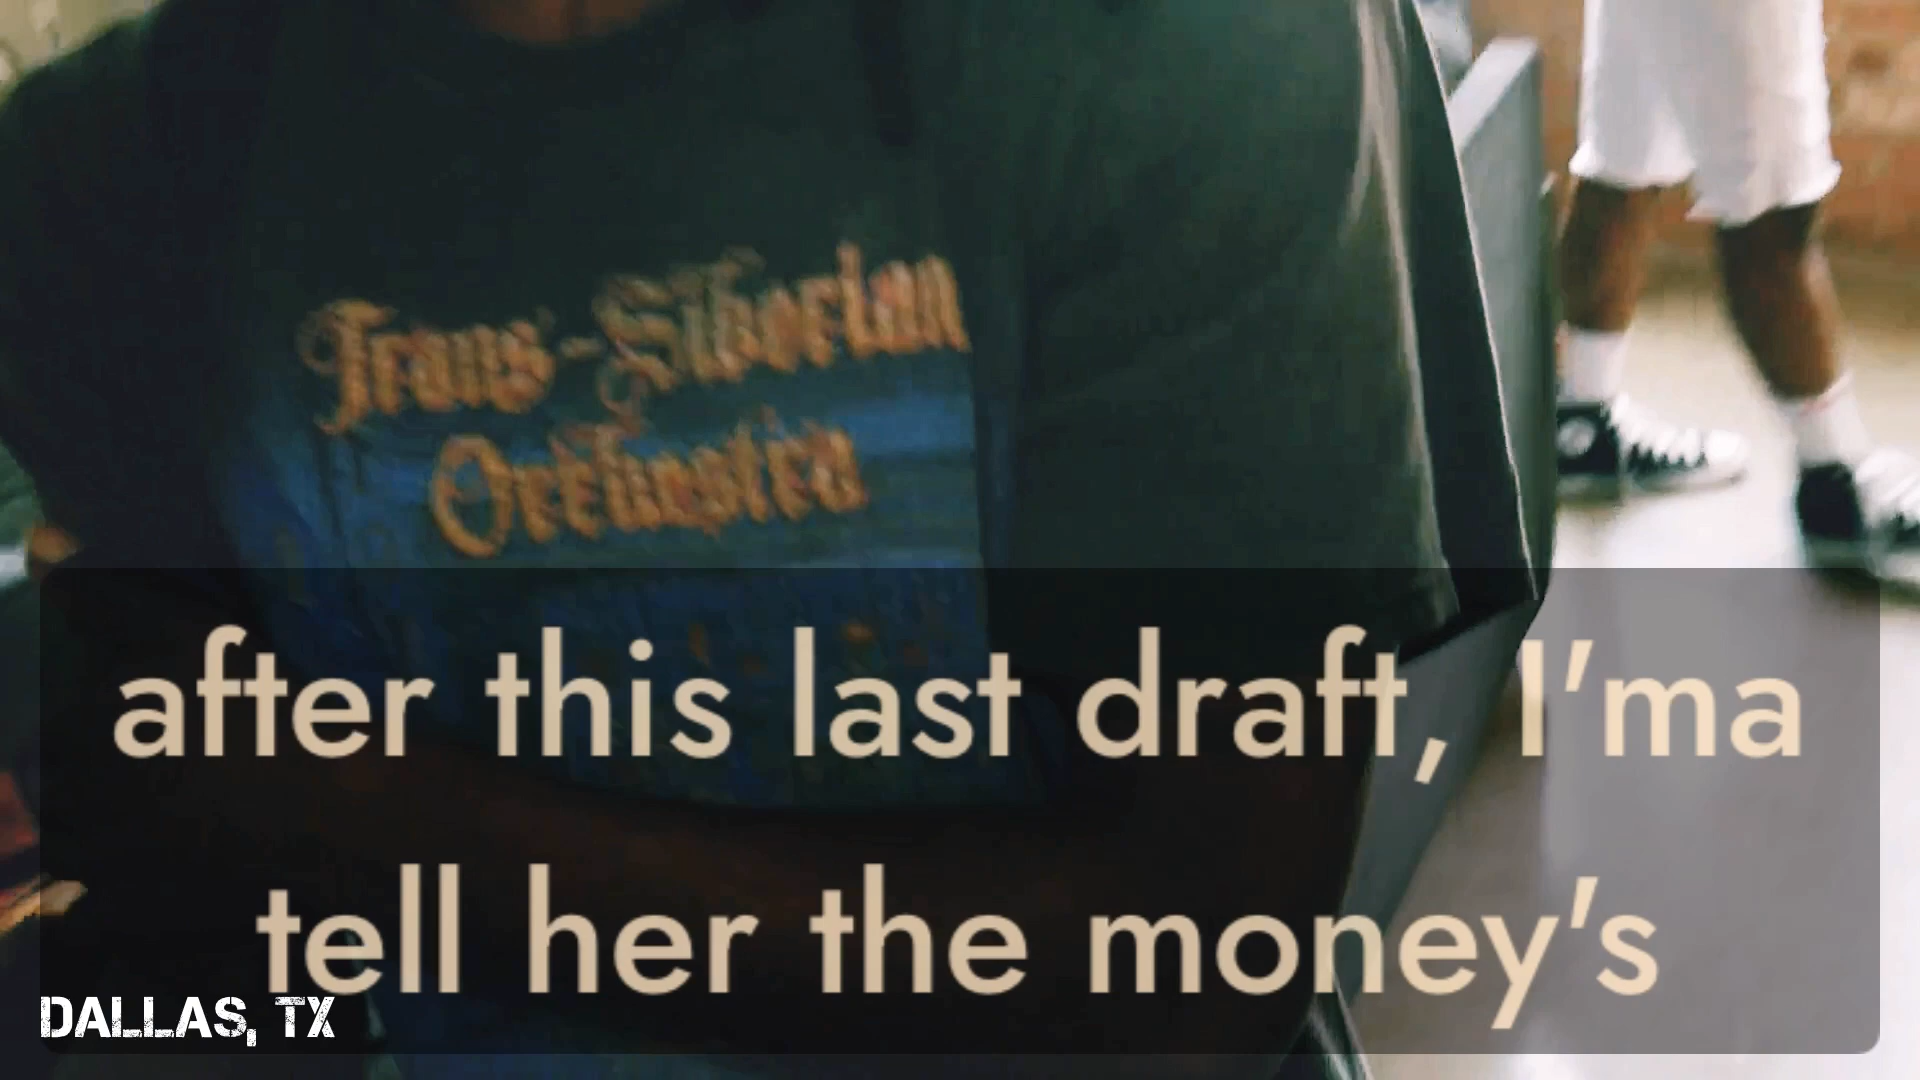 Trans-Siberian
Orchestra
after this last draft, I'ma
tell her the money's
DALLAS, TX